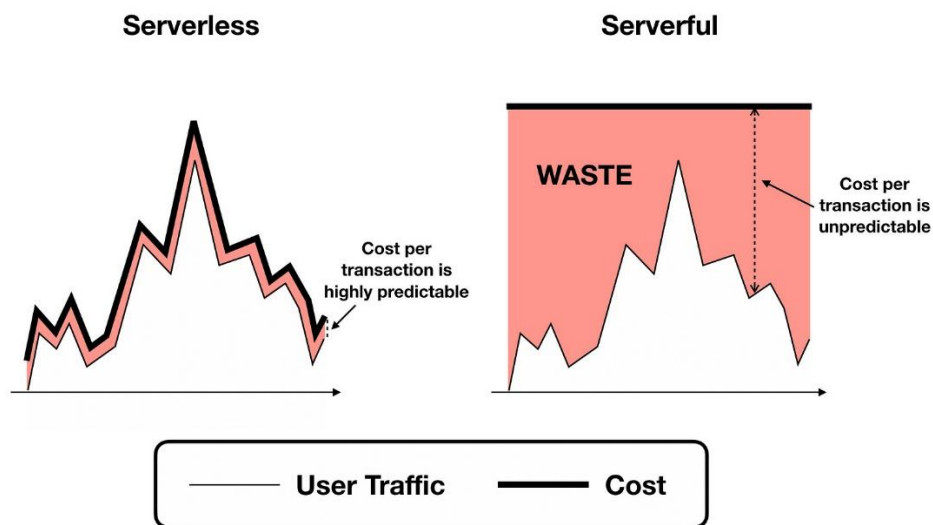 Serverless
Serverful
Cost per
transaction is
highly predictable
WASTE
Cost per
transaction is
unpredictable
User Traffic
Cost